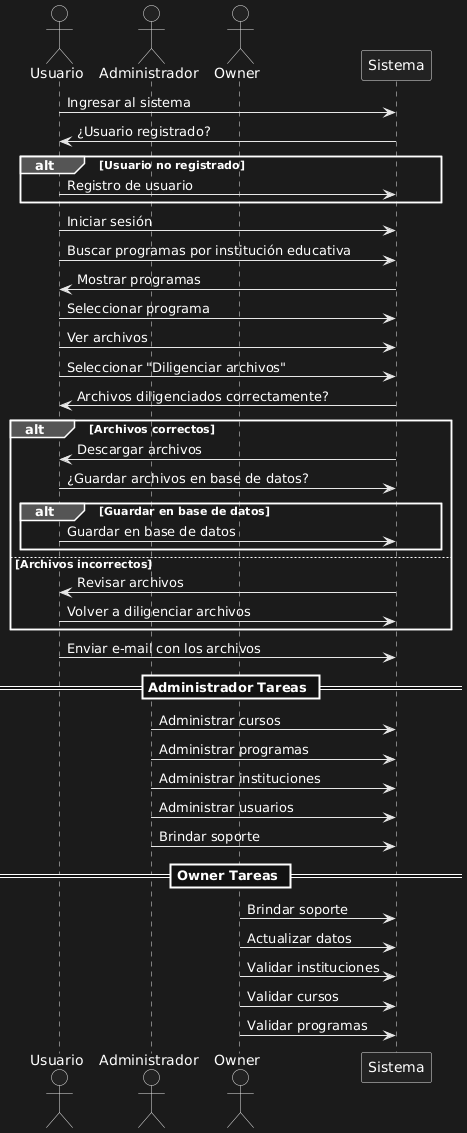 Usuario Administrador Owner Sistema
Ingresar al sistema
¿Usuario registrado?
alt [Usuario no registrado]
Registro de usuario
Iniciar sesión
Buscar programas por institución educativa
Mostrar programas
Seleccionar programa
Ver archivos
Seleccionar "Diligenciar archivos"
Archivos diligenciados correctamente?
alt [Archivos correctos]
Descargar archivos
¿Guardar archivos en base de datos?
alt [Guardar en base de datos]
Guardar en base de datos
[Archivos incorrectos]
Revisar archivos
Volver a diligenciar archivos
Enviar e-mail con los archivos
Administrador Tareas
Administrar cursos
Administrar programas
Administrar instituciones
Administrar usuarios
Brindar soporte
Owner Tareas
Brindar soporte
Actualizar datos
Validar instituciones
Validar cursos
Validar programas
Usuario Administrador Owner Sistema